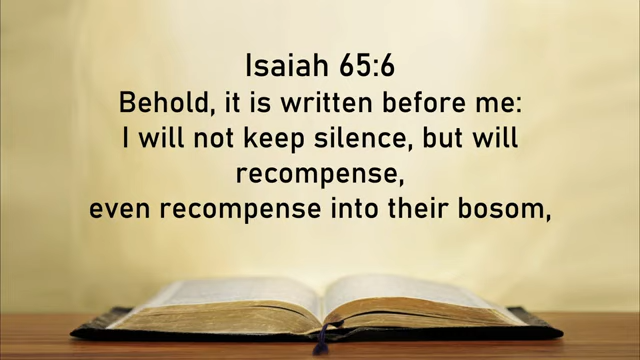 Isaiah 65:6
Behold, it is written before me:
I will not keep silence, but will
recompense,
even recompense into their bosom,